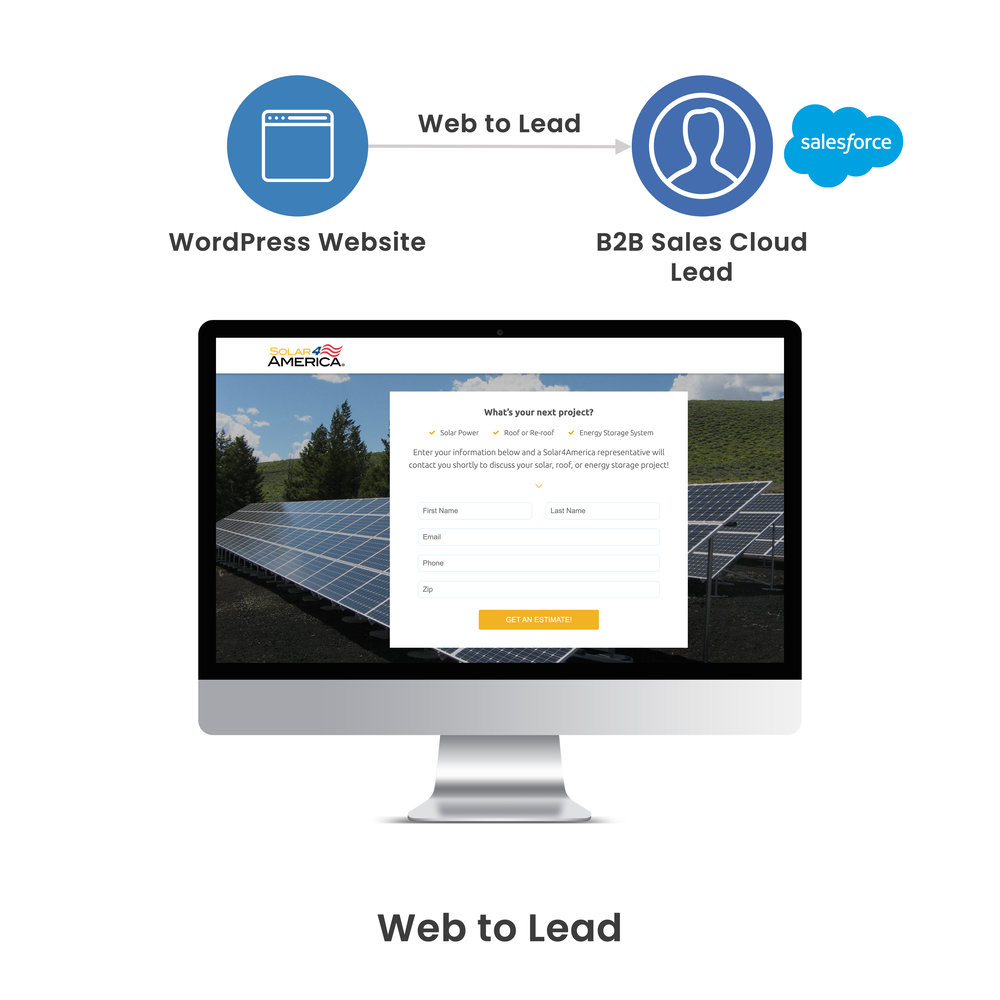 Web to Lead
salesforce
WordPress Website
B2B Sales Cloud
Lead
SOLAR4
AMERICA®
What's your next project?
Solar Power Roof or Re-roof Energy Storage System
Enter your information below and a Solar4America representative will
contact you shortly to discuss your solar, roof, or energy storage project!
First Name Last Name
Email
Phone
Zip
GET AN ESTIMATE!
Web to Lead